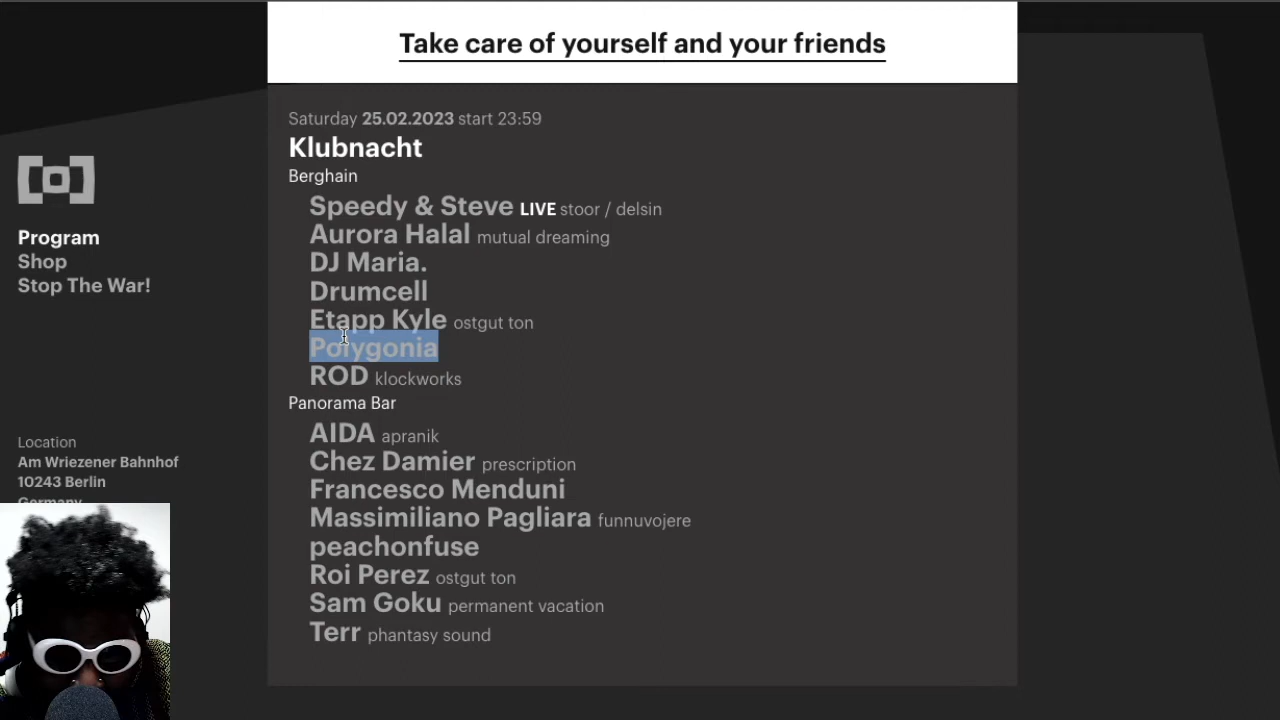 Take care of yourself and your friends
Saturday 25.02.2023 start 23:59
Klubnacht
Berghain
Speedy & Steve LIVE stoor / delsin
Aurora Halal mutual dreaming
DJ Maria.
Drumcell
Etapp Kyle ostgut ton
Polygonia
ROD klockworks
Panorama Bar
AIDA apranik
Chez Damier prescription
Francesco Menduni
Massimiliano Pagliara funnuvojere
peachonfuse
Roi Perez ostgut ton
Sam Goku permanent vacation
Terr phantasy sound
Program
Shop
Stop The War!
Location
Am Wriezener Bahnhof
10243 Berlin
Germany